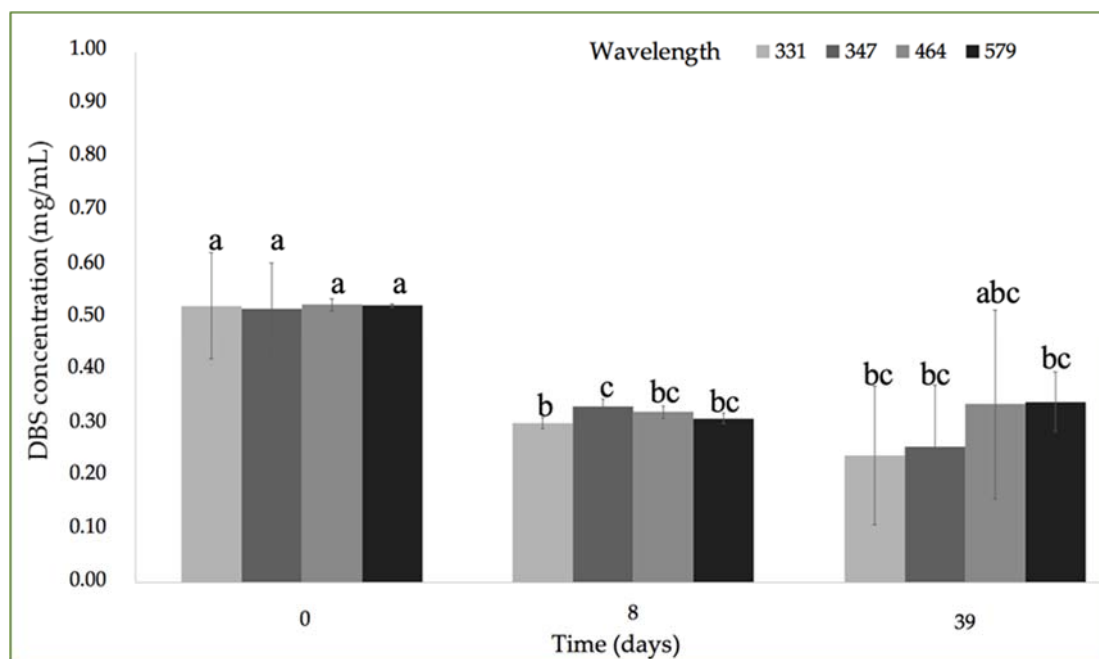 Wavelength 331 347 464 579
DBS concentration (mg/mL)
1.00
0.90
0.80
0.70
0.60
0.50
0.40
0.30
0.20
0.10
0.00
a a a a
b c bc bc
bc bc abc bc
0 8 39
Time (days)